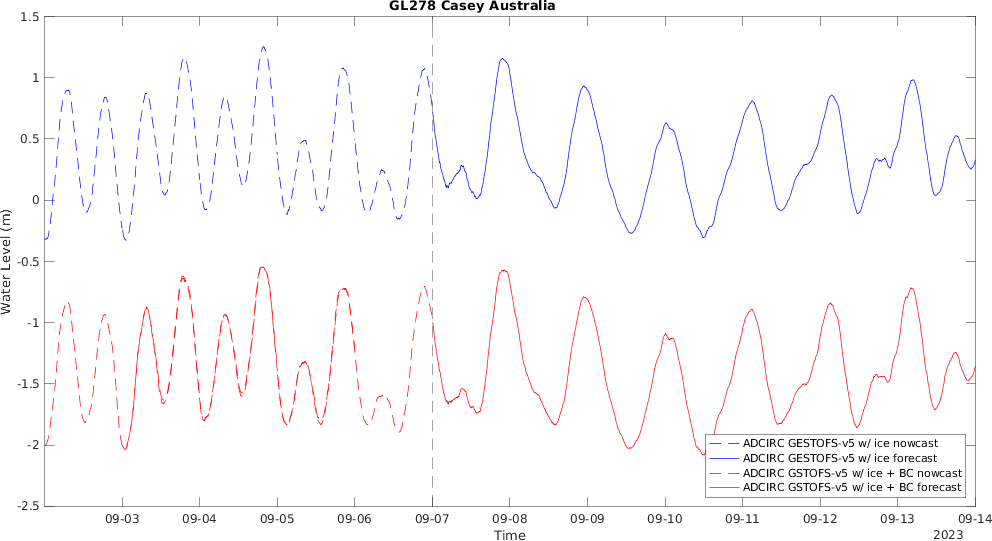 GL278 Casey Australia
1.5
1
0.5
0
-0.5
-1
-1.5
-2
-2.5
Water Level (m)
ADCIRC GESTOFS-v5 w/ ice nowcast
ADCIRC GESTOFS-v5 w/ ice forecast
ADCIRC GSTOFS-v5 w/ ice + BC nowcast
ADCIRC GSTOFS-v5 w/ ice + BC forecast
09-03 09-04 09-05 09-06 09-07 09-08 09-09 09-10 09-11 09-12 09-13 09-14
Time
2023